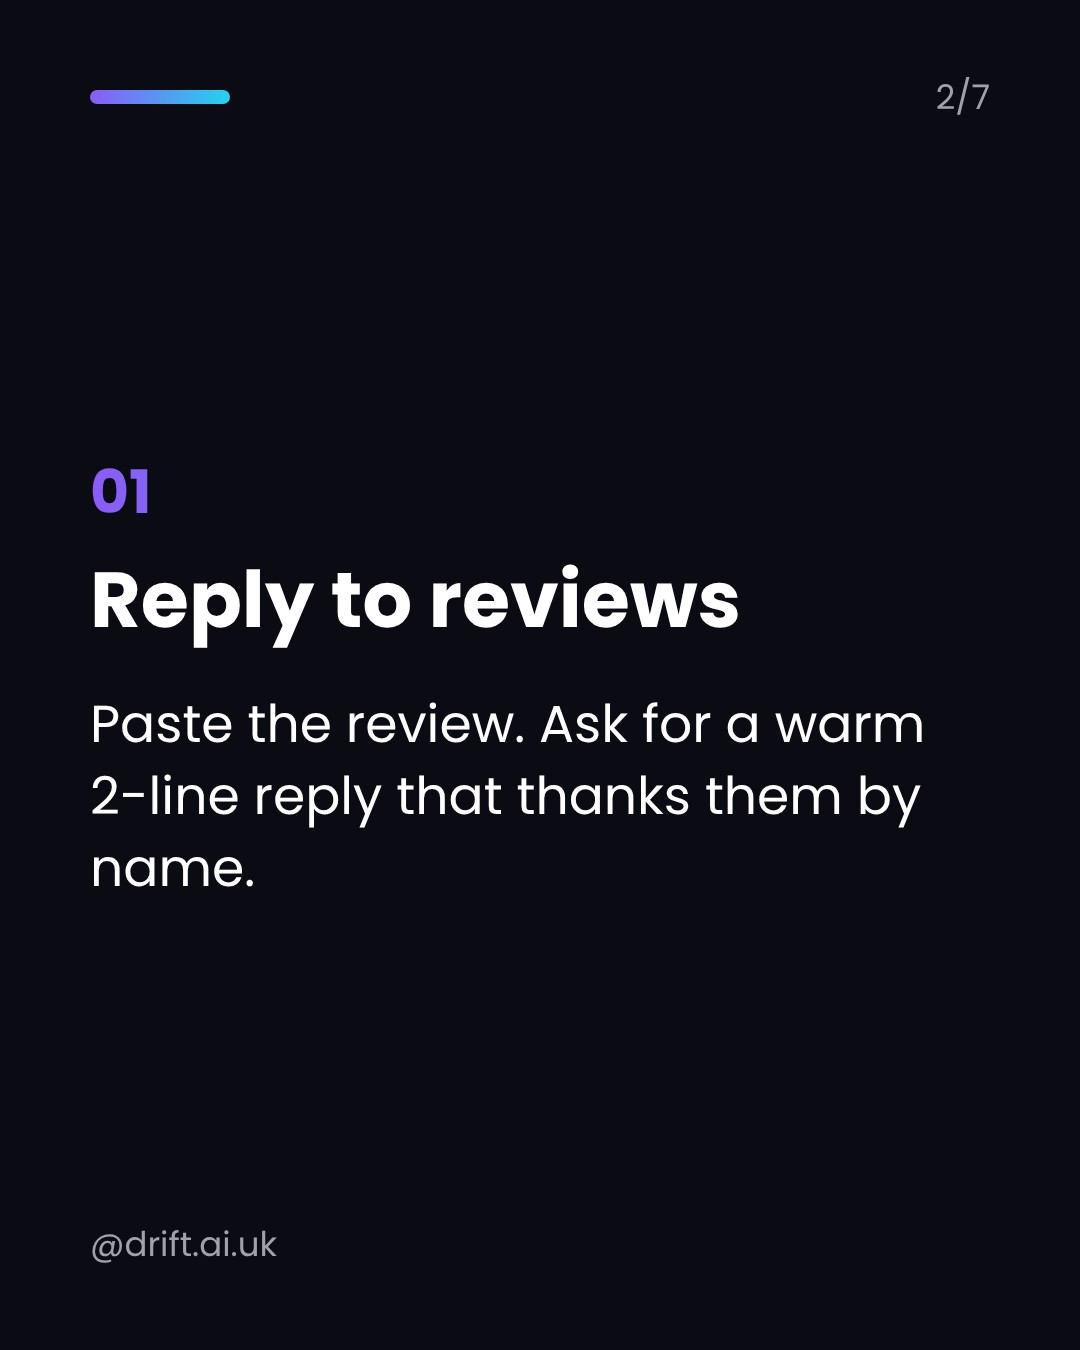 2/7
01
Reply to reviews
Paste the review. Ask for a warm
2-line reply that thanks them by
name.
@drift.ai.uk